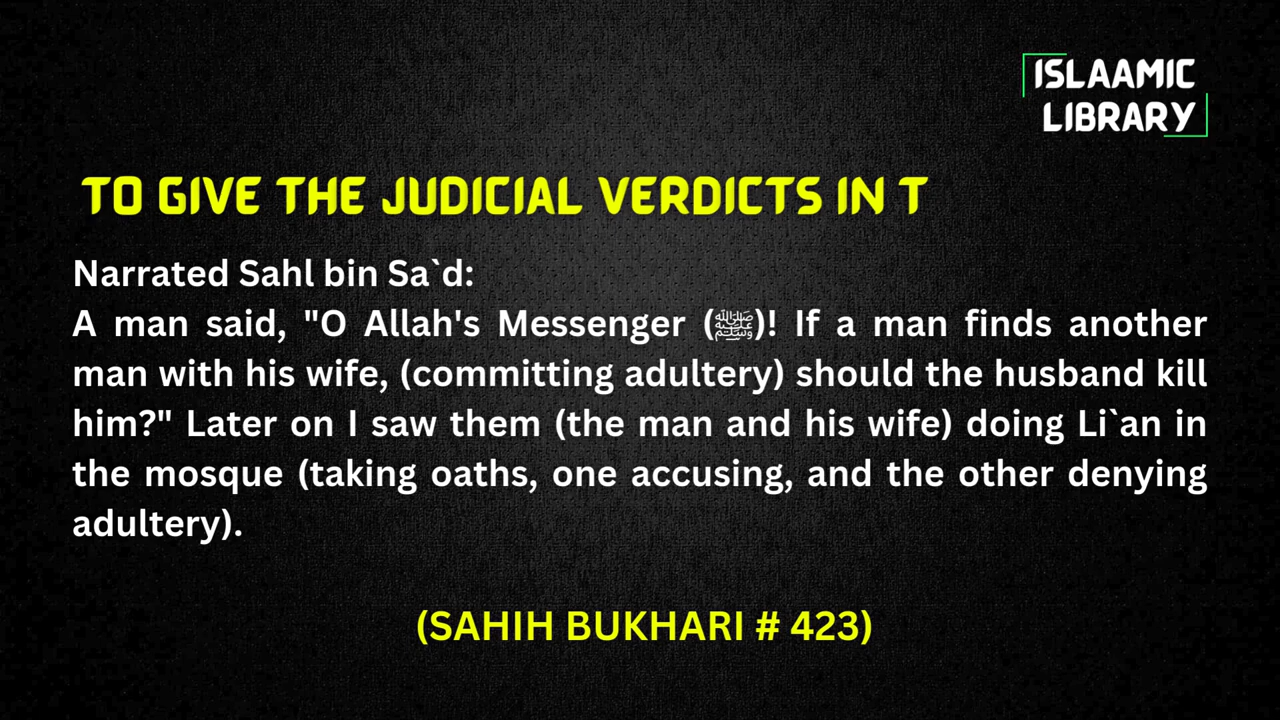 ISLAAMIC
LIBRARY
TO GIVE THE JUDICIAL VERDICTS IN T
Narrated Sahl bin Sa`d:
A man said, "O Allah's Messenger (ﷺ)! If a man finds another
man with his wife, (committing adultery) should the husband kill
him?" Later on I saw them (the man and his wife) doing Li`an in
the mosque (taking oaths, one accusing, and the other denying
adultery).
(SAHIH BUKHARI # 423)